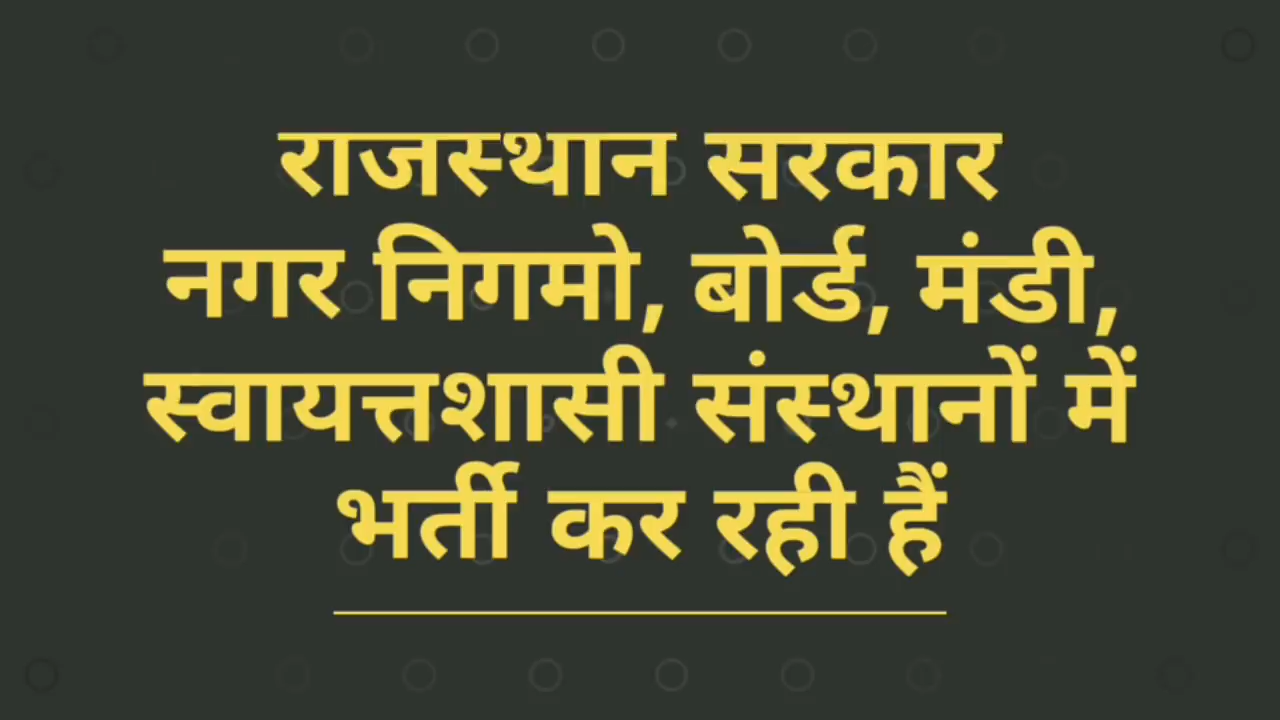 राजस्थान सरकार
नगर निगमो, बोर्ड, मंडी,
स्वायत्तशासी संस्थानों में
भर्ती कर रही हैं